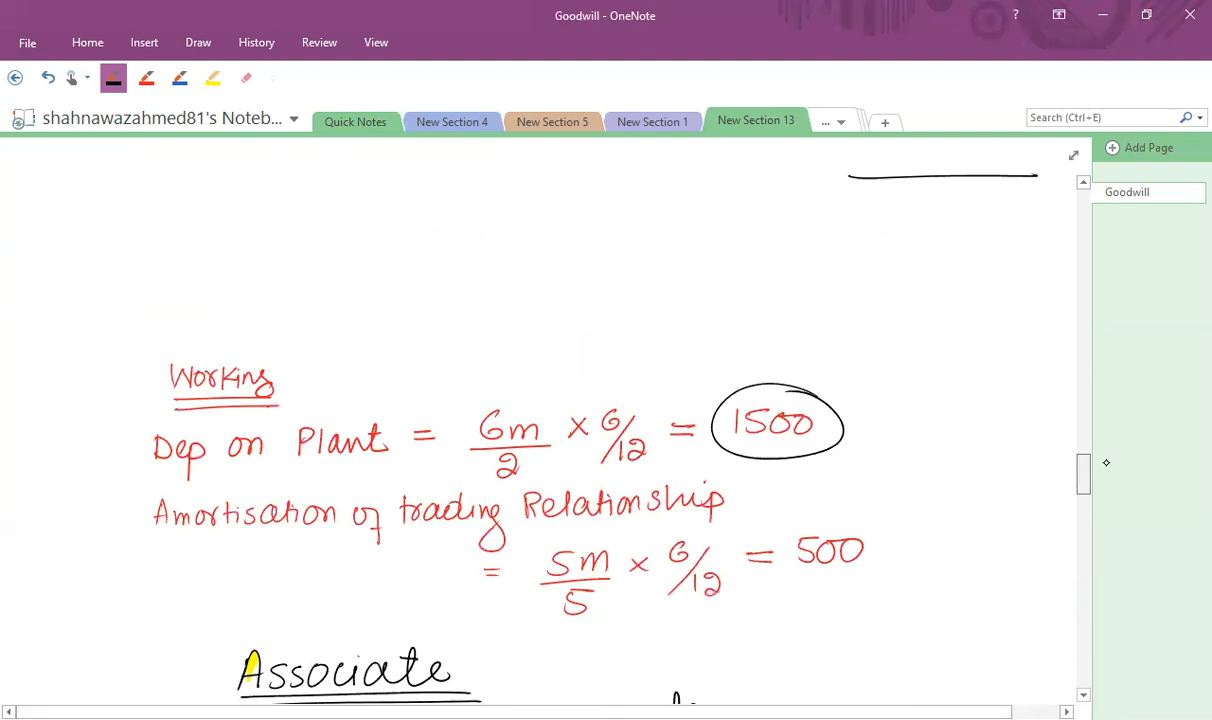 Goodwill - OneNote
?
File Home Insert Draw History Review View
shahnawazahmed81's Noteb... Quick Notes New Section 4 New Section 5 New Section 1 New Section 13 ... Search (Ctrl+E)
Add Page
Goodwill
Working
Dep on Plant = 6m/2 × 6/12 = 1500
Amortisation of trading Relationship
= 5m/5 × 6/12 = 500
Associate